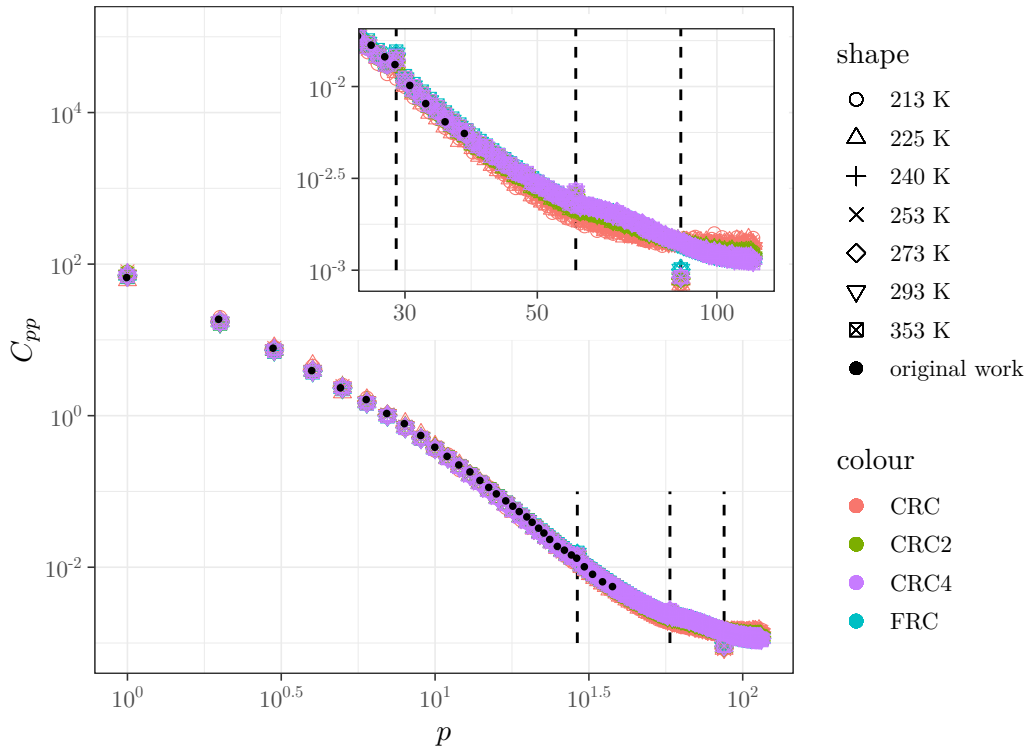 10^4
10^2
10^0
10^-2
C_pp
10^0
10^0.5
10^1
10^1.5
10^2
p
10^-2
10^-2.5
10^-3
30
50
100
shape
213 K
225 K
240 K
253 K
273 K
293 K
353 K
original work
colour
CRC
CRC2
CRC4
FRC